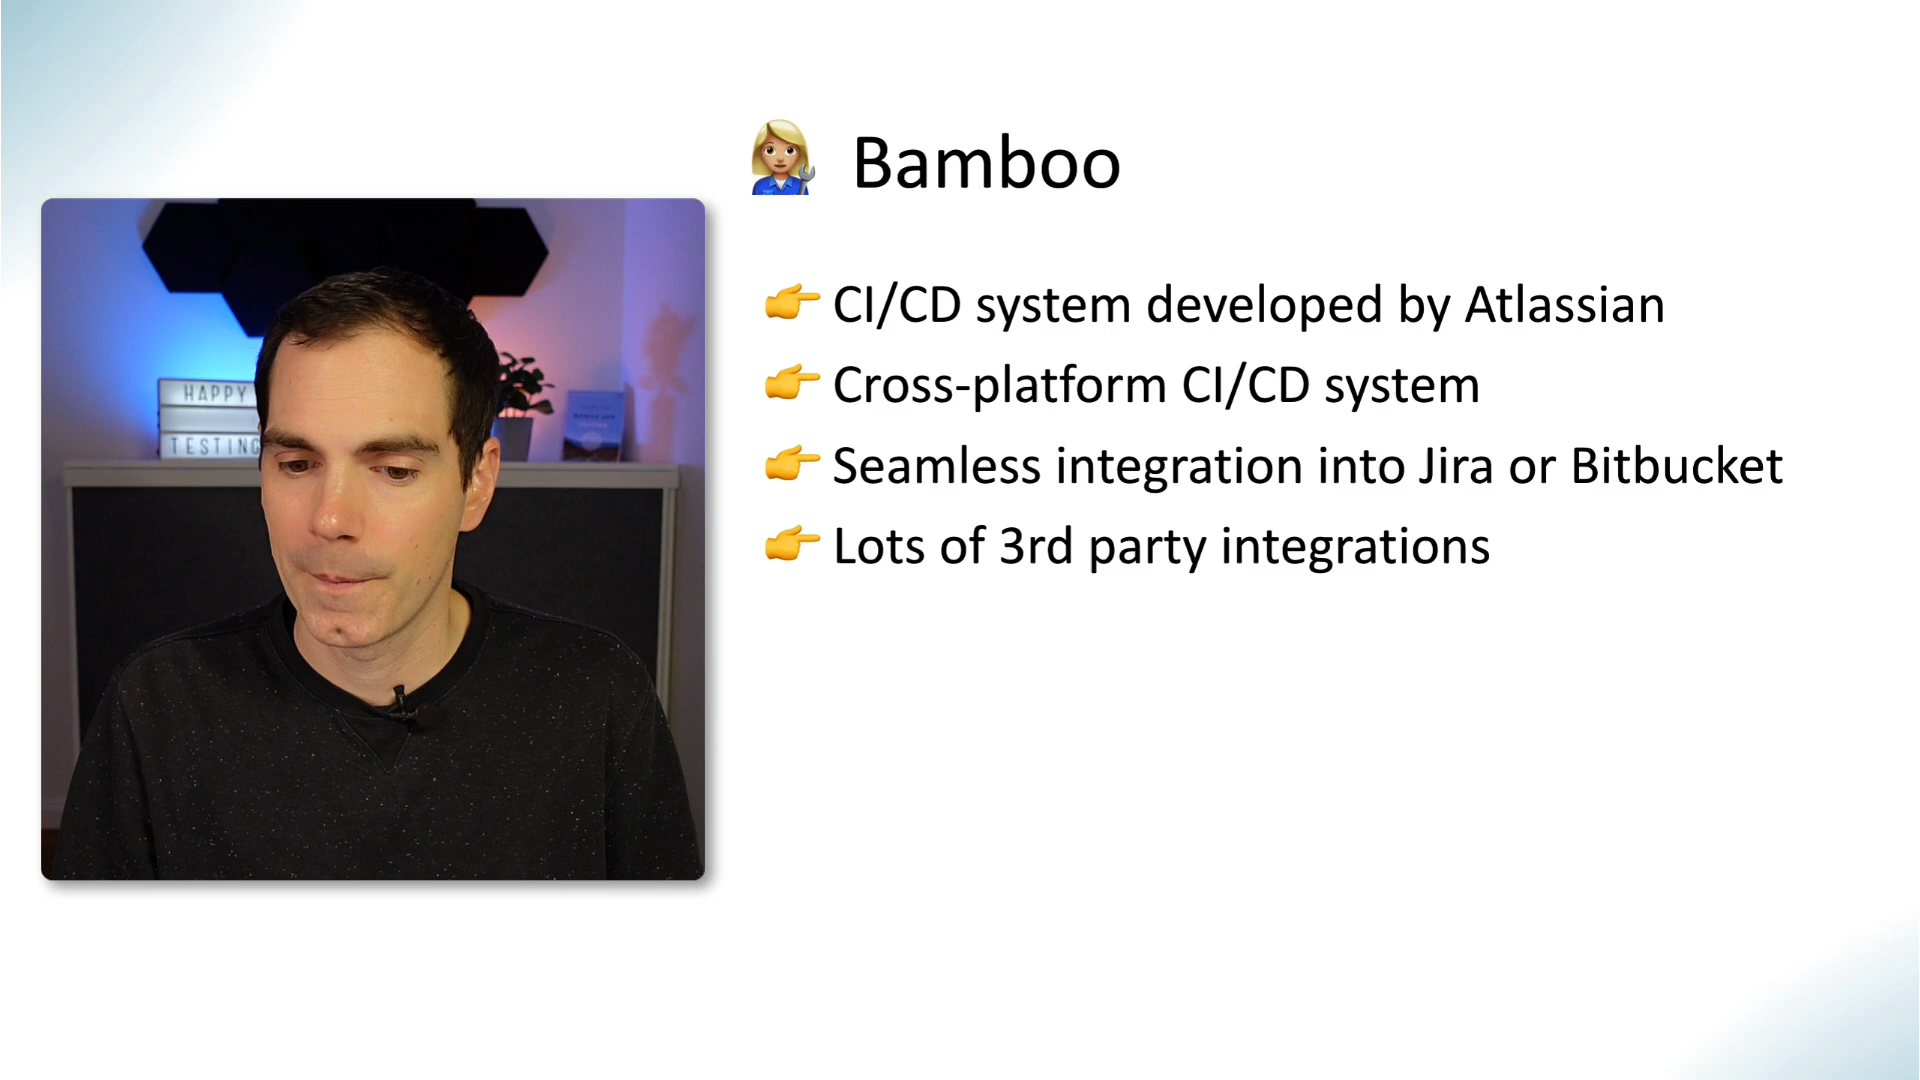 Bamboo
CI/CD system developed by Atlassian
Cross-platform CI/CD system
Seamless integration into Jira or Bitbucket
Lots of 3rd party integrations
HAPPY
TESTING